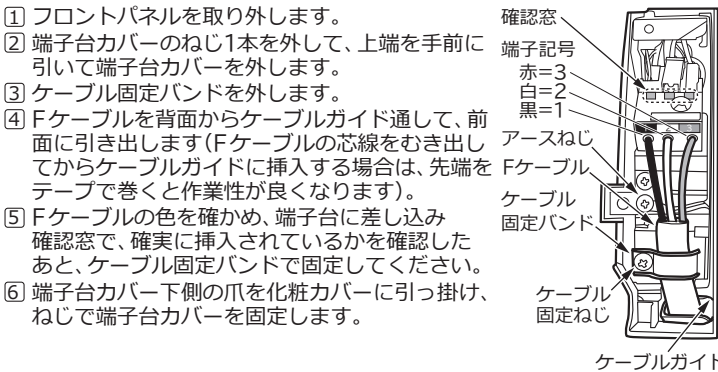 1 フロントパネルを取り外します。
2 端子台カバーのねじ1本を外して、上端を手前に
引いて端子台カバーを外します。
3 ケーブル固定バンドを外します。
4 Fケーブルを背面からケーブルガイド通して、前
面に引き出します(Fケーブルの芯線をむき出し
てからケーブルガイドに挿入する場合は、先端を
テープで巻くと作業性が良くなります)。
5 Fケーブルの色を確かめ、端子台に差し込み
確認窓で、確実に挿入されているかを確認した
あと、ケーブル固定バンドで固定してください。
6 端子台カバー下側の爪を化粧カバーに引っ掛け、
ねじで端子台カバーを固定します。
確認窓
端子記号
赤=3
白=2
黒=1
アースねじ
Fケーブル
ケーブル
固定バンド
ケーブル
固定ねじ
ケーブルガイド